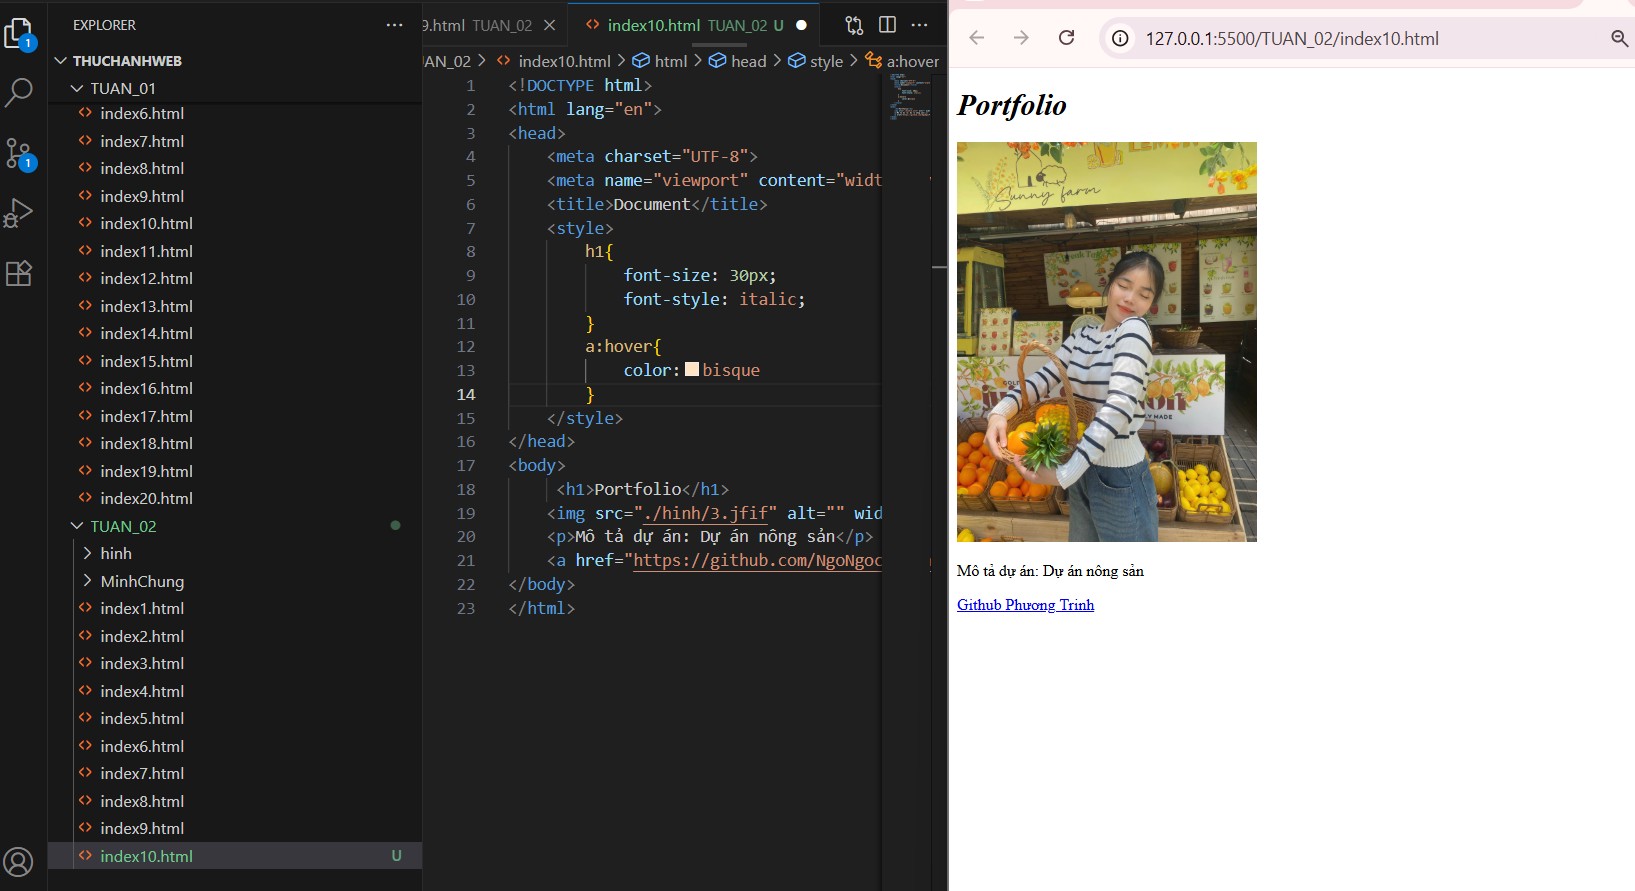 EXPLORER
THUCHANHWEB
TUAN_01
index6.html
index7.html
index8.html
index9.html
index10.html
index11.html
index12.html
index13.html
index14.html
index15.html
index16.html
index17.html
index18.html
index19.html
index20.html
TUAN_02
hinh
MinhChung
index1.html
index2.html
index3.html
index4.html
index5.html
index6.html
index7.html
index8.html
index9.html
index10.html U
1
1
9.html TUAN_02
index10.html TUAN_02 U
UAN_02 > index10.html > html > head > style > a:hover
1 <!DOCTYPE html>
2 <html lang="en">
3 <head>
4 <meta charset="UTF-8">
5 <meta name="viewport" content="widt
6 <title>Document</title>
7 <style>
8 h1{
9 font-size: 30px;
10 font-style: italic;
11 }
12 a:hover{
13 color: bisque
14 }
15 </style>
16 </head>
17 <body>
18 <h1>Portfolio</h1>
19 <img src="./hinh/3.jfif" alt="" wid
20 <p>Mô tả dự án: Dự án nông sản</p>
21 <a href="https://github.com/NgoNgoc
22 </body>
23 </html>
127.0.0.1:5500/TUAN_02/index10.html
Portfolio
Sunny farm
Mô tả dự án: Dự án nông sản
Github Phương Trinh